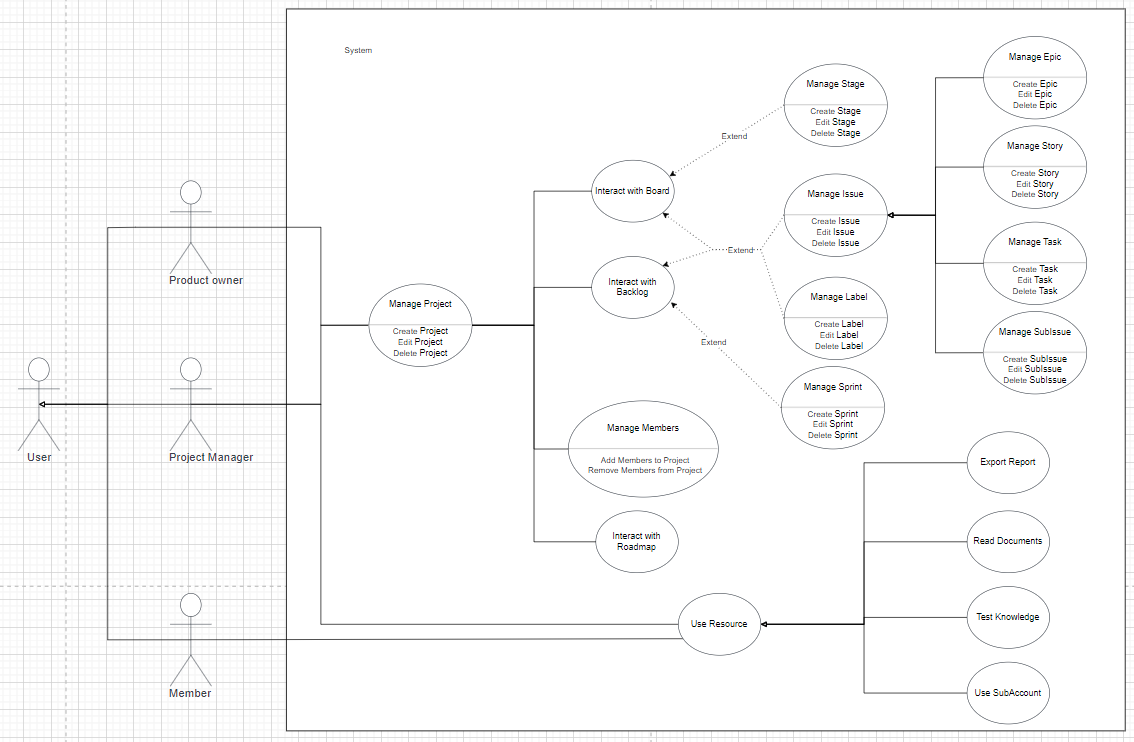 System
Manage Epic
Create Epic
Edit Epic
Delete Epic
Manage Stage
Create Stage
Edit Stage
Delete Stage
Extend
Manage Story
Create Story
Edit Story
Delete Story
Interact with Board
Manage Issue
Create Issue
Edit Issue
Delete Issue
Extend
Manage Task
Create Task
Edit Task
Delete Task
Product owner
Interact with
Backlog
Manage Project
Create Project
Edit Project
Delete Project
Manage Label
Create Label
Edit Label
Delete Label
Extend
Manage SubIssue
Create SubIssue
Edit SubIssue
Delete SubIssue
Manage Sprint
Create Sprint
Edit Sprint
Delete Sprint
Manage Members
Add Members to Project
Remove Members from Project
User
Project Manager
Export Report
Interact with
Roadmap
Read Documents
Use Resource
Test Knowledge
Member
Use SubAccount